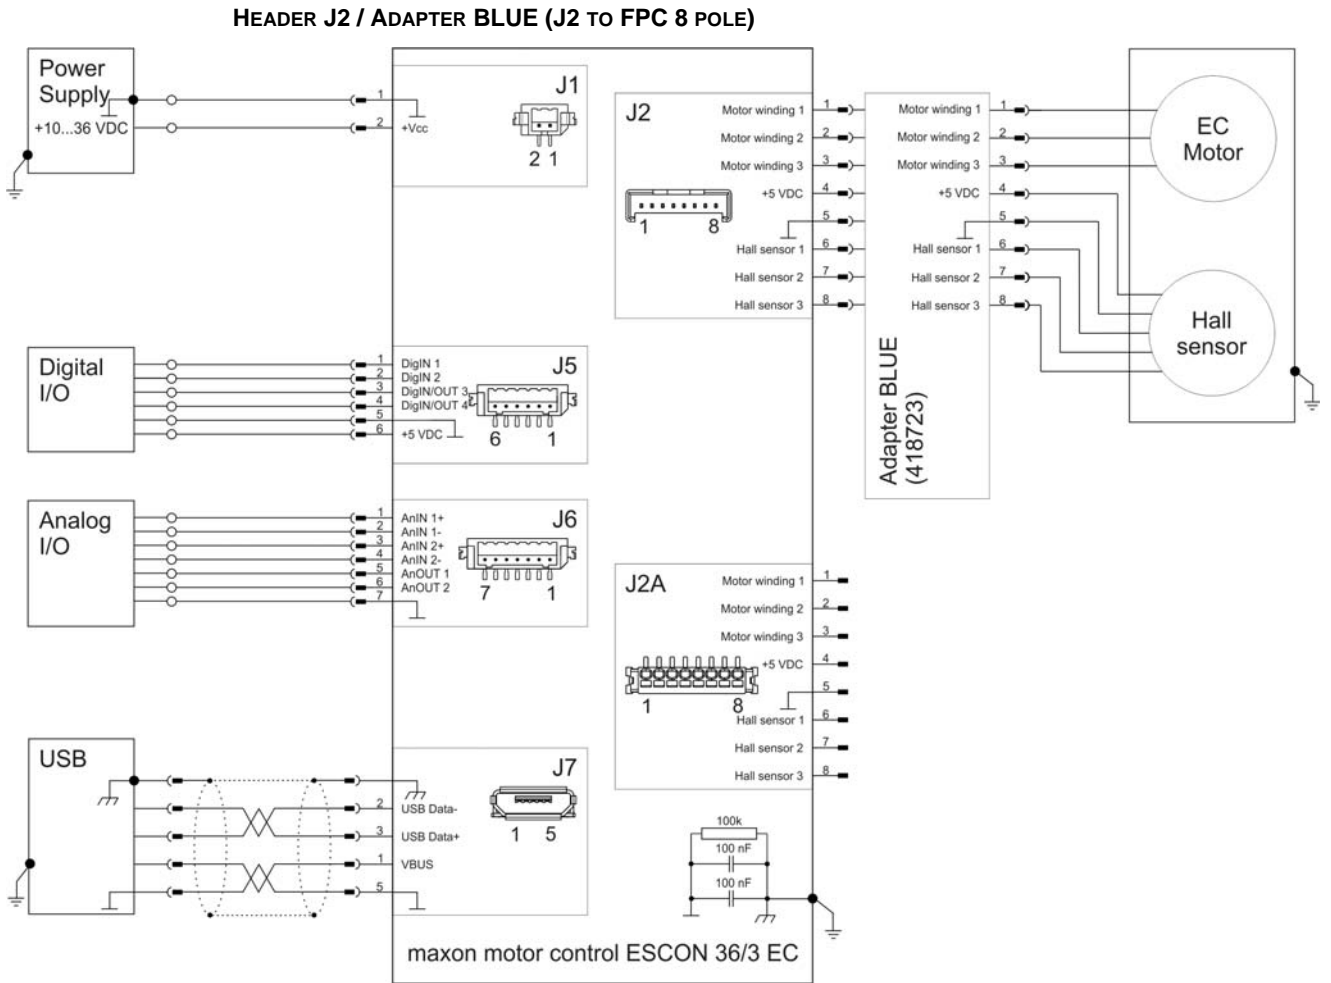 HEADER J2 / ADAPTER BLUE (J2 TO FPC 8 POLE)
Power
Supply
+10...36 VDC
1
2
+Vcc
J1
2 1
J2
1 8
Motor winding 1 1
Motor winding 2 2
Motor winding 3 3
+5 VDC 4
5
Hall sensor 1 6
Hall sensor 2 7
Hall sensor 3 8
Motor winding 1 1
Motor winding 2 2
Motor winding 3 3
+5 VDC 4
5
Hall sensor 1 6
Hall sensor 2 7
Hall sensor 3 8
Adapter BLUE
(418723)
EC
Motor
Hall
sensor
Digital
I/O
1 DigIN 1
2 DigIN 2
3 DigIN/OUT 3
4 DigIN/OUT 4
5
6 +5 VDC
J5
6 1
Analog
I/O
1 AnIN 1+
2 AnIN 1-
3 AnIN 2+
4 AnIN 2-
5 AnOUT 1
6 AnOUT 2
7
J6
7 1
J2A
1 8
Motor winding 1 1
Motor winding 2 2
Motor winding 3 3
+5 VDC 4
5
Hall sensor 1 6
Hall sensor 2 7
Hall sensor 3 8
USB
2 USB Data-
3 USB Data+
1 VBUS
5
J7
1 5
100k
100 nF
100 nF
maxon motor control ESCON 36/3 EC